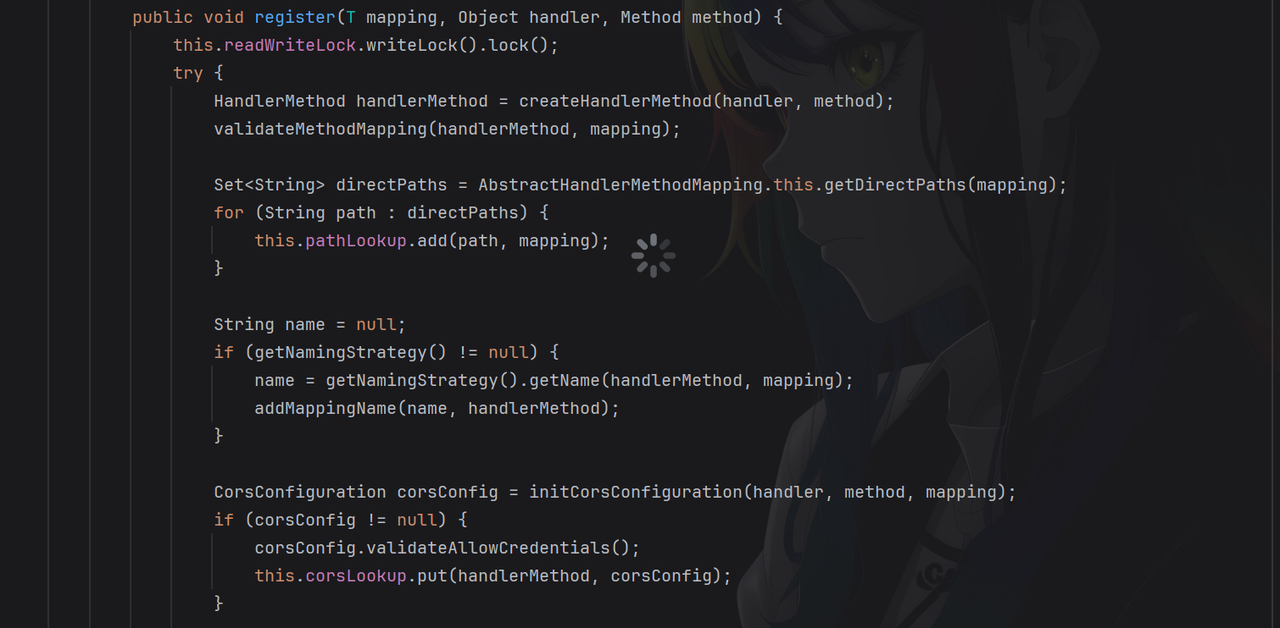 public void register(T mapping, Object handler, Method method) {
this.readWriteLock.writeLock().lock();
try {
HandlerMethod handlerMethod = createHandlerMethod(handler, method);
validateMethodMapping(handlerMethod, mapping);
Set<String> directPaths = AbstractHandlerMethodMapping.this.getDirectPaths(mapping);
for (String path : directPaths) {
this.pathLookup.add(path, mapping);
}
String name = null;
if (getNamingStrategy() != null) {
name = getNamingStrategy().getName(handlerMethod, mapping);
addMappingName(name, handlerMethod);
}
CorsConfiguration corsConfig = initCorsConfiguration(handler, method, mapping);
if (corsConfig != null) {
corsConfig.validateAllowCredentials();
this.corsLookup.put(handlerMethod, corsConfig);
}